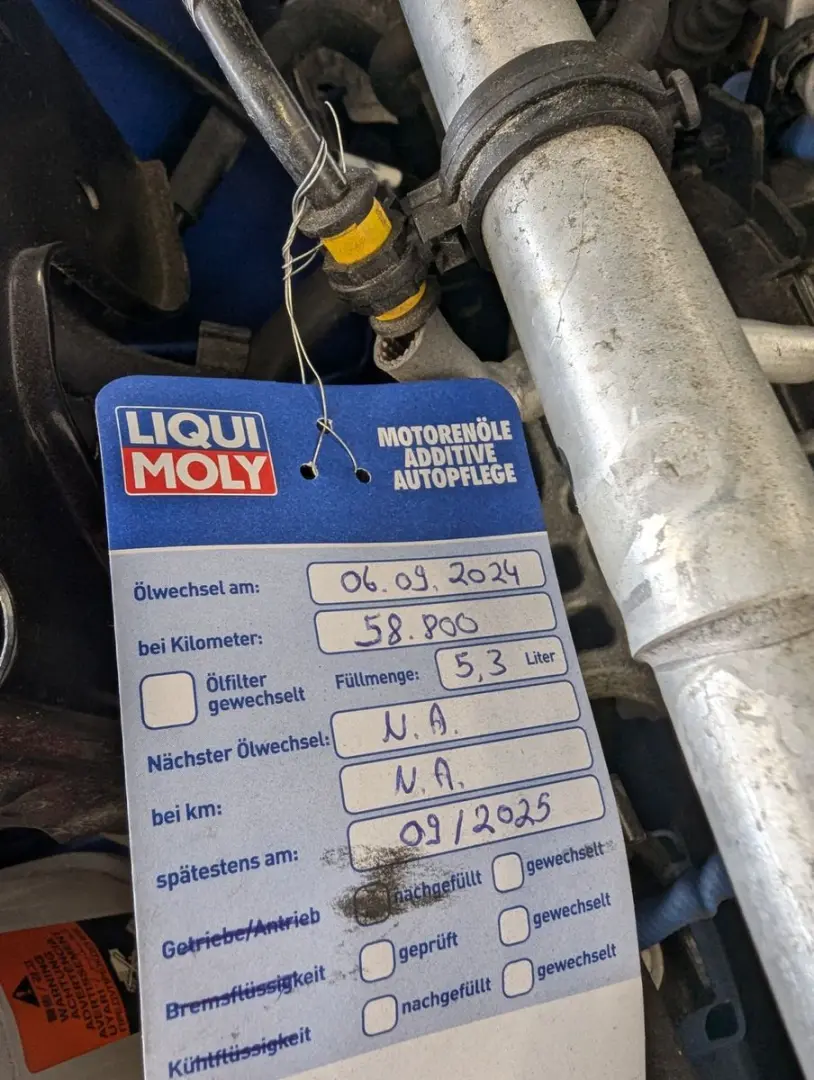 LIQUI
MOLY
MOTORENÖLE
ADDITIVE
AUTOPFLEGE
Ölwechsel am: 06.09.2024
bei Kilometer: 58.800
Ölfilter
gewechselt
Füllmenge: 5,3 Liter
Nächster Ölwechsel: N.A.
bei km: N.A.
spätestens am: 09/2025
Getriebe/Antrieb nachgefüllt gewechselt
Bremsflüssigkeit geprüft gewechselt
Kühlflüssigkeit nachgefüllt gewechselt
WARNING